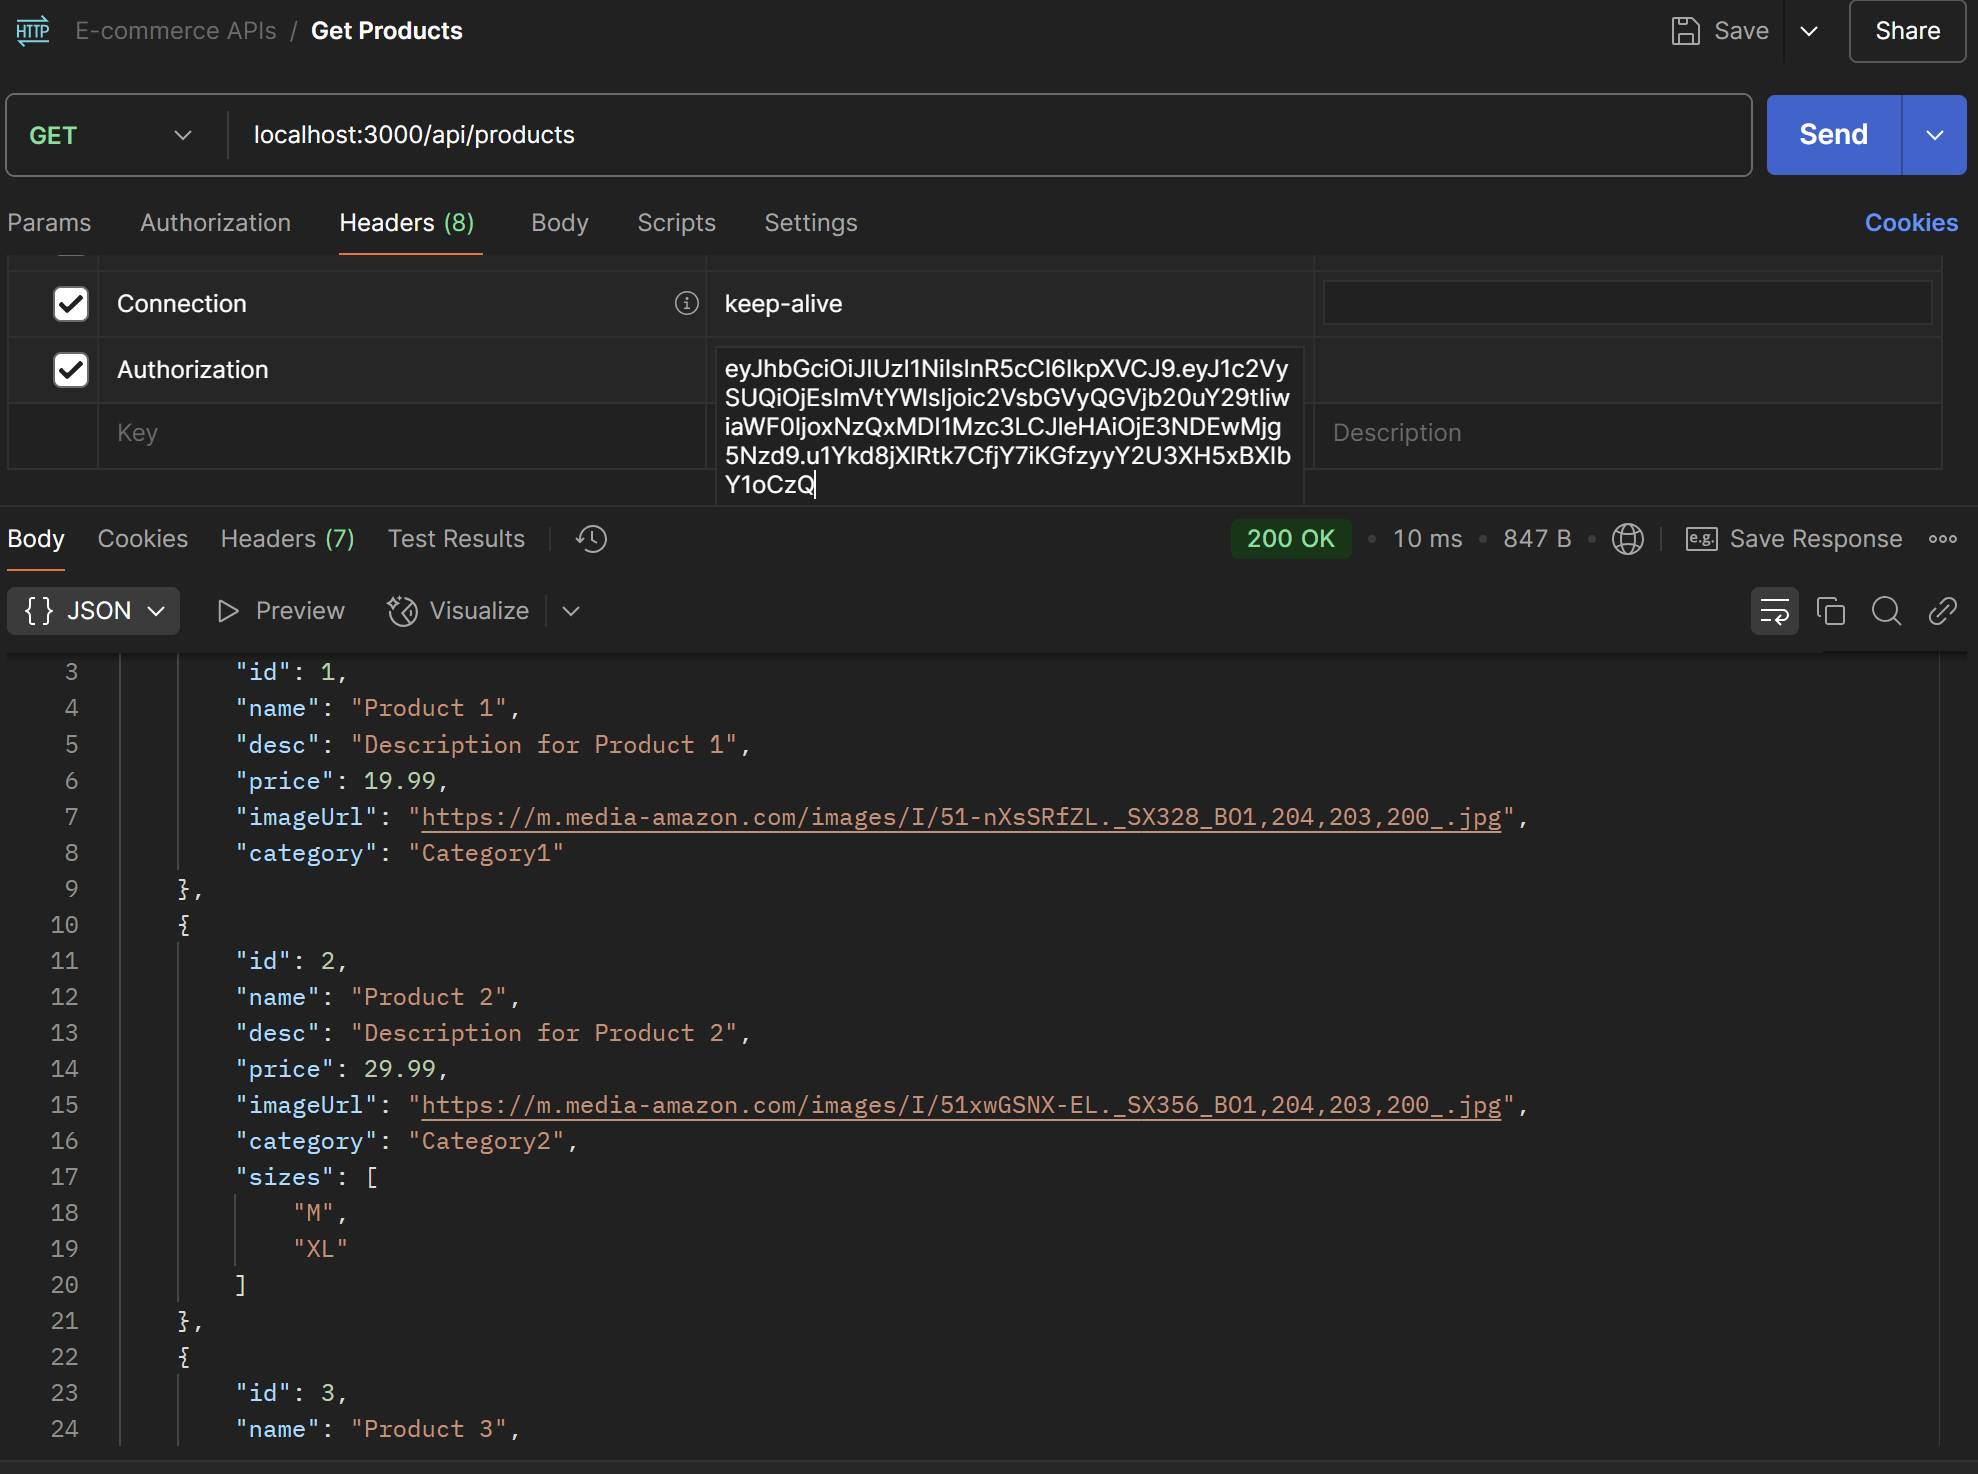 HTTP E-commerce APIs / Get Products Save Share
GET localhost:3000/api/products Send
Params Authorization Headers (8) Body Scripts Settings Cookies
Connection keep-alive
Authorization
eyJhbGciOiJIUzI1NiIsInR5cCI6IkpXVCJ9.eyJ1c2Vy
SUQiOjEsImVtYWlsIjoic2VsbGVyQGVjb20uY29tIiw
iaWF0IjoxNzQxMDI1Mzc3LCJleHAiOjE3NDEwMjg
5Nzd9.u1Ykd8jXlRtk7CfjY7iKGfzyyY2U3XH5xBXIb
Y1oCzQ
Key Description
Body Cookies Headers (7) Test Results 200 OK • 10 ms • 847 B • e.g. Save Response
{} JSON Preview Visualize
3 "id": 1,
4 "name": "Product 1",
5 "desc": "Description for Product 1",
6 "price": 19.99,
7 "imageUrl": "https://m.media-amazon.com/images/I/51-nXsSRfZL._SX328_BO1,204,203,200_.jpg",
8 "category": "Category1"
9 },
10 {
11 "id": 2,
12 "name": "Product 2",
13 "desc": "Description for Product 2",
14 "price": 29.99,
15 "imageUrl": "https://m.media-amazon.com/images/I/51xwGSNX-EL._SX356_BO1,204,203,200_.jpg",
16 "category": "Category2",
17 "sizes": [
18 "M",
19 "XL"
20 ]
21 },
22 {
23 "id": 3,
24 "name": "Product 3",